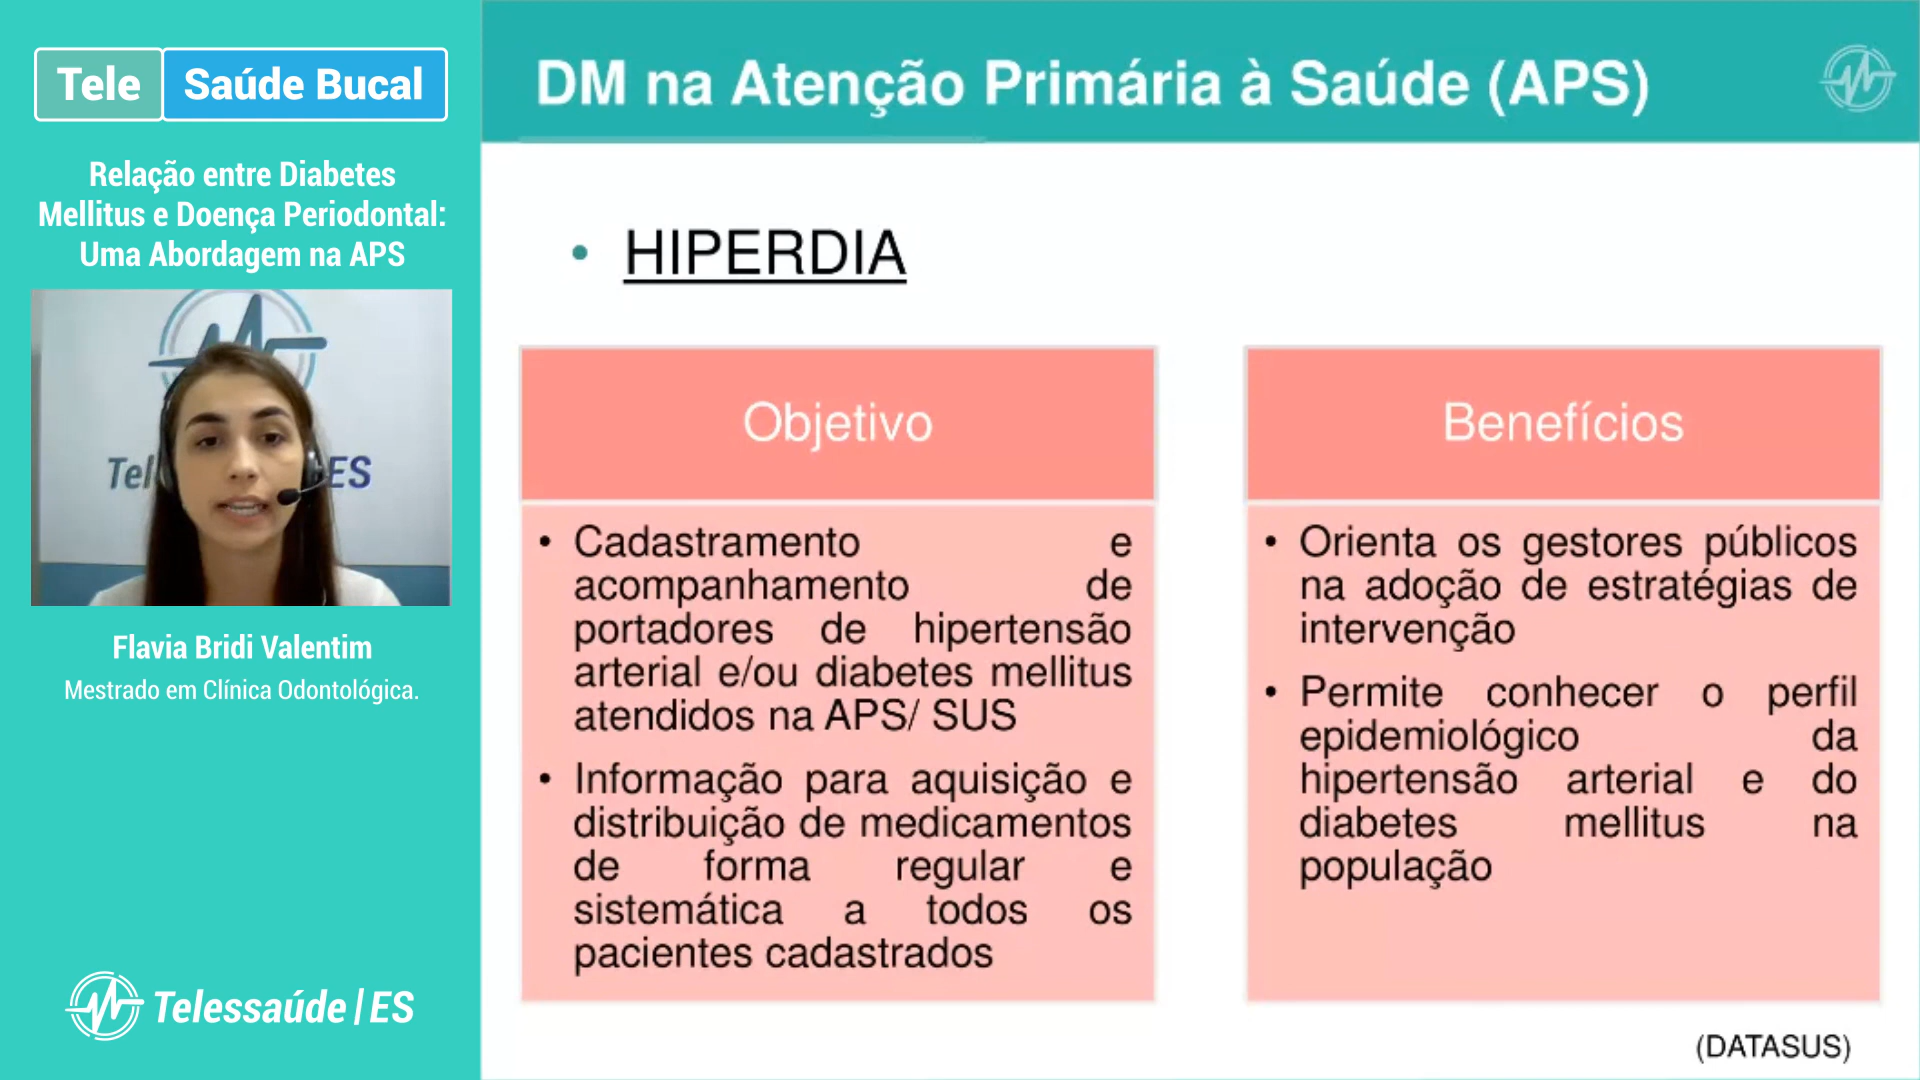 Tele Saúde Bucal
Relação entre Diabetes
Mellitus e Doença Periodontal:
Uma Abordagem na APS
Tel ES
Flavia Bridi Valentim
Mestrado em Clínica Odontológica.
Telessaúde|ES
DM na Atenção Primária à Saúde (APS)
• HIPERDIA
Objetivo
• Cadastramento e
acompanhamento de
portadores de hipertensão
arterial e/ou diabetes mellitus
atendidos na APS/ SUS
• Informação para aquisição e
distribuição de medicamentos
de forma regular e
sistemática a todos os
pacientes cadastrados
Benefícios
• Orienta os gestores públicos
na adoção de estratégias de
intervenção
• Permite conhecer o perfil
epidemiológico da
hipertensão arterial e do
diabetes mellitus na
população
(DATASUS)